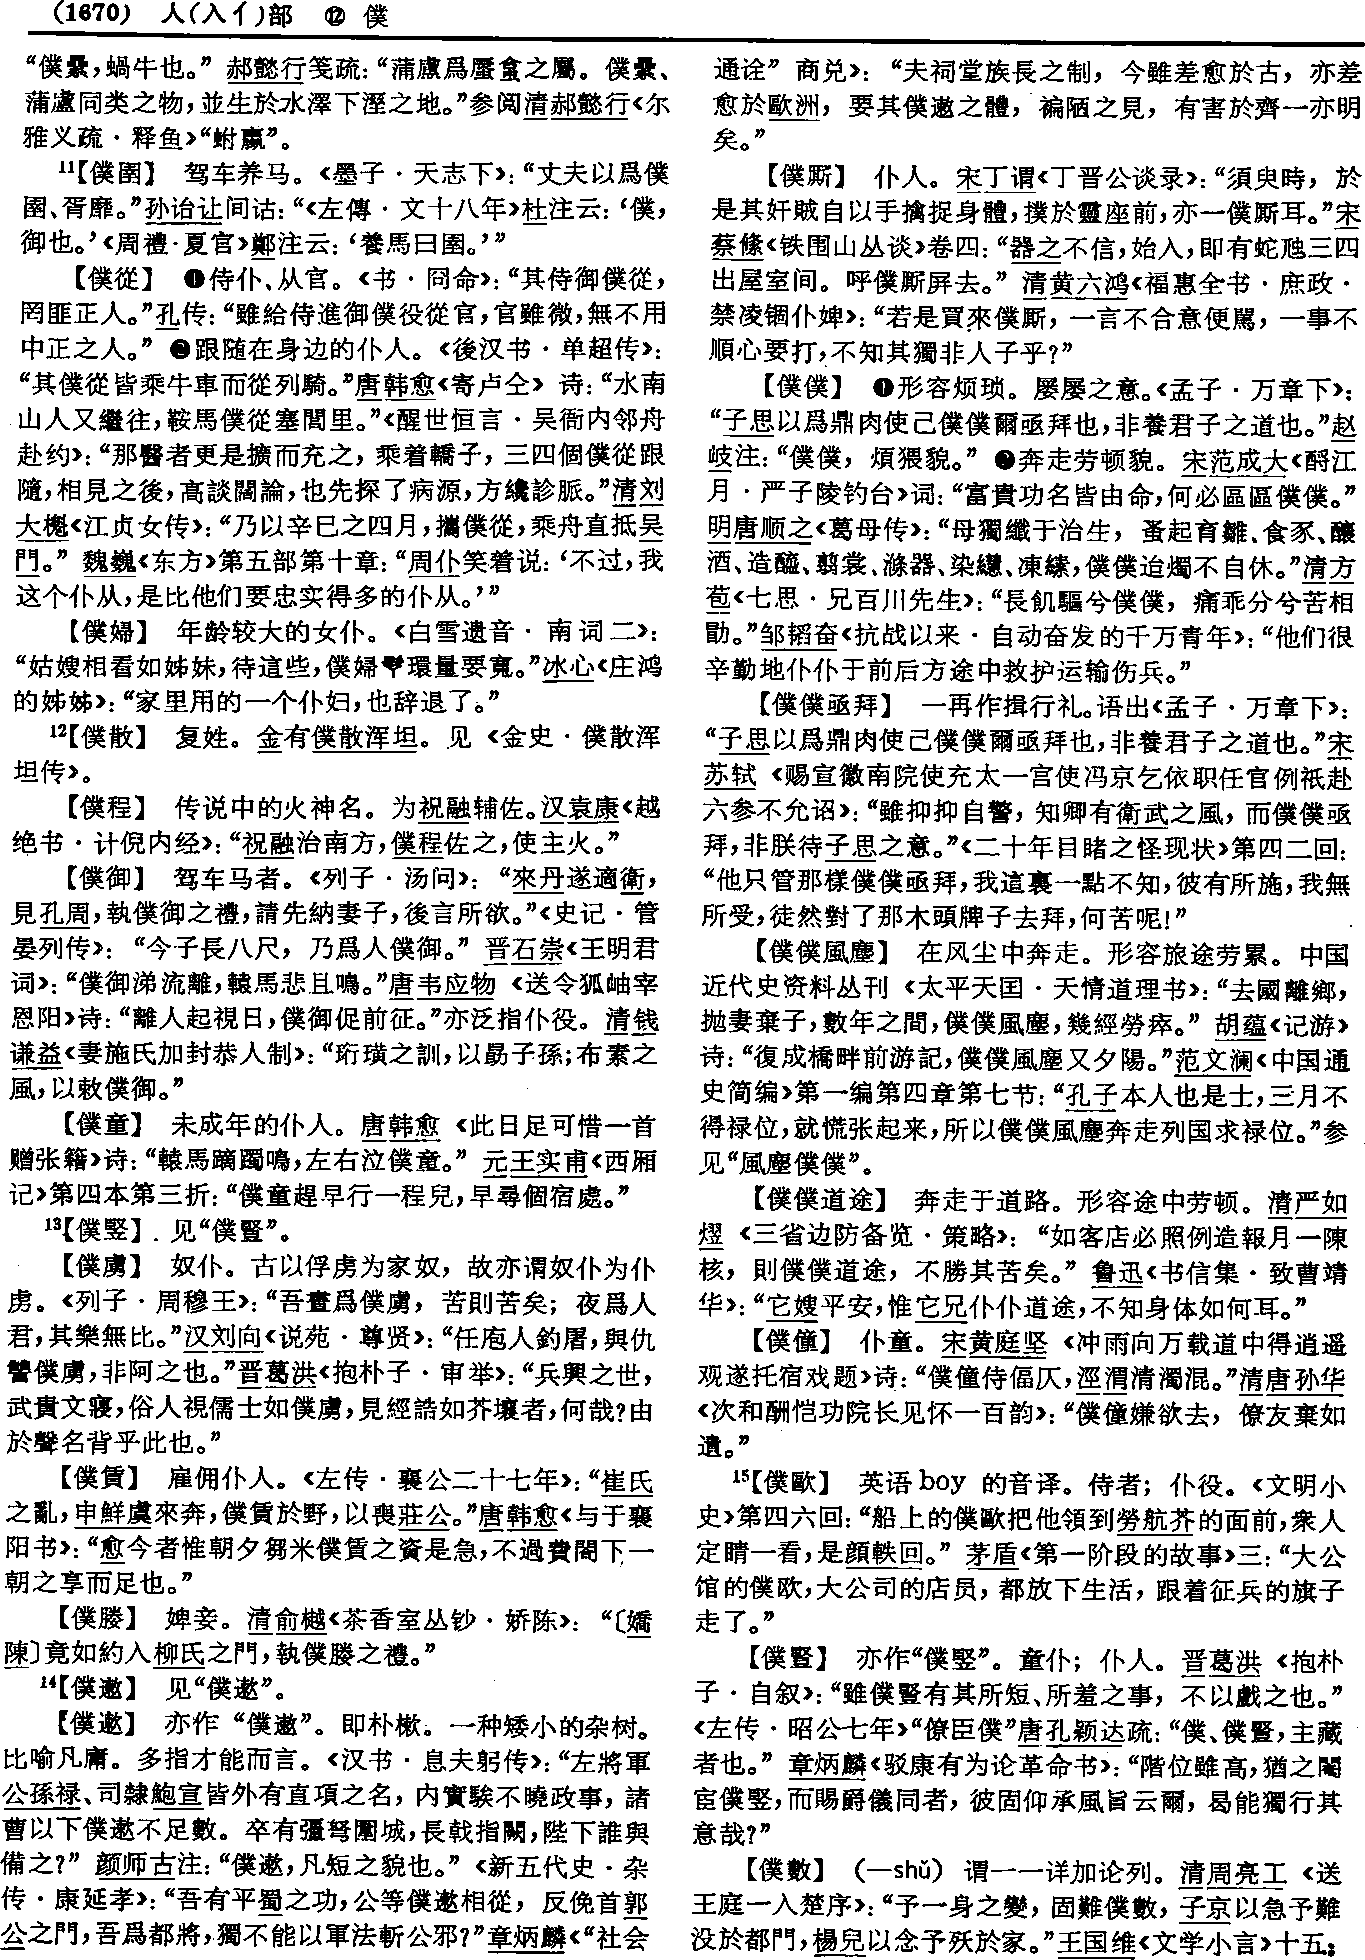 (1670) 人(入亻)部 ⑫ 僕
“僕纍，蝸牛也。” 郝懿行笺疏：“蒲盧爲蜃蛤之屬。僕纍、
蒲盧同类之物，並生於水澤下溼之地。”参阅清郝懿行《尔
雅义疏·释鱼》“蚹蠃”。
11【僕圉】 驾车养马。《墨子·天志下》：“丈夫以爲僕
圉、胥靡。”孙诒让间诂：“《左傳·文十八年》杜注云：‘僕，
御也。’《周禮·夏官》鄭注云：‘養馬曰圉。’”
【僕從】 ❶侍仆、从官。《书·冏命》：“其侍御僕從，
罔匪正人。”孔传：“雖給侍進御僕役從官，官雖微，無不用
中正之人。” ❷跟随在身边的仆人。《後汉书·单超传》：
“其僕從皆乘牛車而從列騎。”唐韩愈《寄卢仝》 诗：“水南
山人又繼往，鞍馬僕從塞閭里。”《醒世恒言·吴衙内邻舟
赴约》：“那醫者更是擴而充之，乘着轎子，三四個僕從跟
隨，相見之後，高談闊論，也先探了病源，方纔診脈。”清刘
大櫆《江贞女传》：“乃以辛巳之四月，攜僕從，乘舟直抵吴
門。” 魏巍《东方》第五部第十章：“周仆笑着说：‘不过，我
这个仆从，是比他们要忠实得多的仆从。’”
【僕婦】 年龄较大的女仆。《白雪遗音·南词二》：
“姑嫂相看如姊妹，待這些，僕婦丫環量要寬。”冰心《庄鸿
的姊姊》：“家里用的一个仆妇，也辞退了。”
12【僕散】 复姓。金有僕散浑坦。见 《金史·僕散浑
坦传》。
【僕程】 传说中的火神名。为祝融辅佐。汉袁康《越
绝书·计倪内经》：“祝融治南方，僕程佐之，使主火。”
【僕御】 驾车马者。《列子·汤问》：“來丹遂適衛，
見孔周，執僕御之禮，請先納妻子，後言所欲。”《史记·管
晏列传》：“今子長八尺，乃爲人僕御。” 晋石崇《王明君
词》：“僕御涕流離，轅馬悲且鳴。”唐韦应物 《送令狐岫宰
恩阳》诗：“離人起視日，僕御促前征。”亦泛指仆役。 清钱
谦益《妻施氏加封恭人制》：“珩璜之訓，以勗子孫；布素之
風，以敕僕御。”
【僕童】 未成年的仆人。唐韩愈 《此日足可惜一首
赠张籍》诗：“轅馬蹢躅鳴，左右泣僕童。” 元王实甫《西厢
记》第四本第三折：“僕童趕早行一程兒，早尋個宿處。”
13【僕竪】 见“僕豎”。
【僕虜】 奴仆。古以俘虏为家奴，故亦谓奴仆为仆
虏。《列子·周穆王》：“吾晝爲僕虜，苦則苦矣；夜爲人
君，其樂無比。”汉刘向《说苑·尊贤》：“任庖人釣屠，與仇
讐僕虜，非阿之也。”晋葛洪《抱朴子·审举》：“兵興之世，
武貴文寢，俗人視儒士如僕虜，見經誥如芥壤者，何哉？由
於聲名背乎此也。”
【僕賃】 雇佣仆人。《左传·襄公二十七年》：“崔氏
之亂，申鮮虞來奔，僕賃於野，以喪莊公。”唐韩愈《与于襄
阳书》：“愈今者惟朝夕芻米僕賃之資是急，不過費閤下一
朝之享而足也。”
【僕媵】 婢妾。清俞樾《茶香室丛钞·娇陈》：“〔嬌
陳〕竟如約入柳氏之門，執僕媵之禮。”
14【僕遬】 见“僕遫”。
【僕遫】 亦作 “僕遬”。即朴樕。一种矮小的杂树。
比喻凡庸。多指才能而言。《汉书·息夫躬传》：“左將軍
公孫禄、司隸鮑宣皆外有直項之名，内實騃不曉政事，諸
曹以下僕遫不足數。卒有彊弩圍城，長戟指闕，陛下誰與
備之？” 颜师古注：“僕遫，凡短之貌也。” 《新五代史·杂
传·康延孝》：“吾有平蜀之功，公等僕遫相從，反俛首郭
公之門，吾爲都將，獨不能以軍法斬公邪？”章炳麟《“社会
通诠”商兑》：“夫祠堂族長之制，今雖差愈於古，亦差
愈於歐洲，要其僕遬之體，褊陋之見，有害於齊一亦明
矣。”
【僕厮】 仆人。宋丁谓《丁晋公谈录》：“須臾時，於
是其奸賊自以手擒捉身體，撲於靈座前，亦一僕厮耳。”宋
蔡絛《铁围山丛谈》卷四：“器之不信，始入，即有蛇虺三四
出屋室间。呼僕厮屏去。” 清黄六鸿《福惠全书·庶政·
禁凌锢仆婢》：“若是買來僕厮，一言不合意便駡，一事不
順心要打，不知其獨非人子乎？”
【僕僕】 ❶形容烦琐。屡屡之意。《孟子·万章下》：
“子思以爲鼎肉使己僕僕爾亟拜也，非養君子之道也。”赵
岐注：“僕僕，煩猥貌。” ❷奔走劳顿貌。 宋范成大《酹江
月·严子陵钓台》词：“富貴功名皆由命，何必區區僕僕。”
明唐顺之《葛母传》：“母獨纖于治生，蚤起育雞、食豕、釀
酒、造醯、翦裳、滌器、染纑、湅絲，僕僕迨燭不自休。”清方
苞《七思·兄百川先生》：“長飢驅兮僕僕，痛乖分兮苦相
勖。”邹韬奋《抗战以来·自动奋发的千万青年》：“他们很
辛勤地仆仆于前后方途中救护运输伤兵。”
【僕僕亟拜】 一再作揖行礼。语出《孟子·万章下》：
“子思以爲鼎肉使己僕僕爾亟拜也，非養君子之道也。”宋
苏轼 《赐宣徽南院使充太一宫使冯京乞依职任官例祇赴
六参不允诏》：“雖抑抑自警，知卿有衛武之風，而僕僕亟
拜，非朕待子思之意。”《二十年目睹之怪现状》第四二回：
“他只管那樣僕僕亟拜，我這裏一點不知，彼有所施，我無
所受，徒然對了那木頭牌子去拜，何苦呢！”
【僕僕風塵】 在风尘中奔走。形容旅途劳累。中国
近代史资料丛刊 《太平天囯·天情道理书》：“去國離鄉，
拋妻棄子，數年之間，僕僕風塵，幾經勞瘁。” 胡蕴《记游》
诗：“復成橋畔前游記，僕僕風塵又夕陽。”范文澜《中国通
史简编》第一编第四章第七节：“孔子本人也是士，三月不
得禄位，就慌张起来，所以僕僕風塵奔走列国求禄位。”参
见“風塵僕僕”。
【僕僕道途】 奔走于道路。形容途中劳顿。清严如
熤 《三省边防备览·策略》：“如客店必照例造報月一陳
核，則僕僕道途，不勝其苦矣。” 鲁迅《书信集·致曹靖
华》：“它嫂平安，惟它兄仆仆道途，不知身体如何耳。”
【僕僮】 仆童。宋黄庭坚 《冲雨向万载道中得逍遥
观遂托宿戏题》诗：“僕僮侍偪仄，涇渭清濁混。”清唐孙华
《次和酬恺功院长见怀一百韵》：“僕僮嫌欲去，僚友棄如
遺。”
15【僕歐】 英语boy 的音译。侍者；仆役。《文明小
史》第四六回：“船上的僕歐把他領到勞航芥的面前，衆人
定睛一看，是顔軼回。” 茅盾《第一阶段的故事》三：“大公
馆的僕欧，大公司的店员，都放下生活，跟着征兵的旗子
走了。”
【僕豎】 亦作“僕竪”。童仆；仆人。晋葛洪 《抱朴
子·自叙》：“雖僕豎有其所短、所羞之事，不以戲之也。”
《左传·昭公七年》“僚臣僕”唐孔颖达疏：“僕、僕豎，主藏
者也。” 章炳麟《驳康有为论革命书》：“階位雖高，猶之閹
宦僕竪，而賜爵儀同者，彼固仰承風旨云爾，曷能獨行其
意哉？”
【僕數】 （—shǔ） 谓一一详加论列。清周亮工 《送
王庭一入楚序》：“予一身之變，固難僕數，子京以急予難
没於都門，楊兒以念予殀於家。”王国维《文学小言》十五：